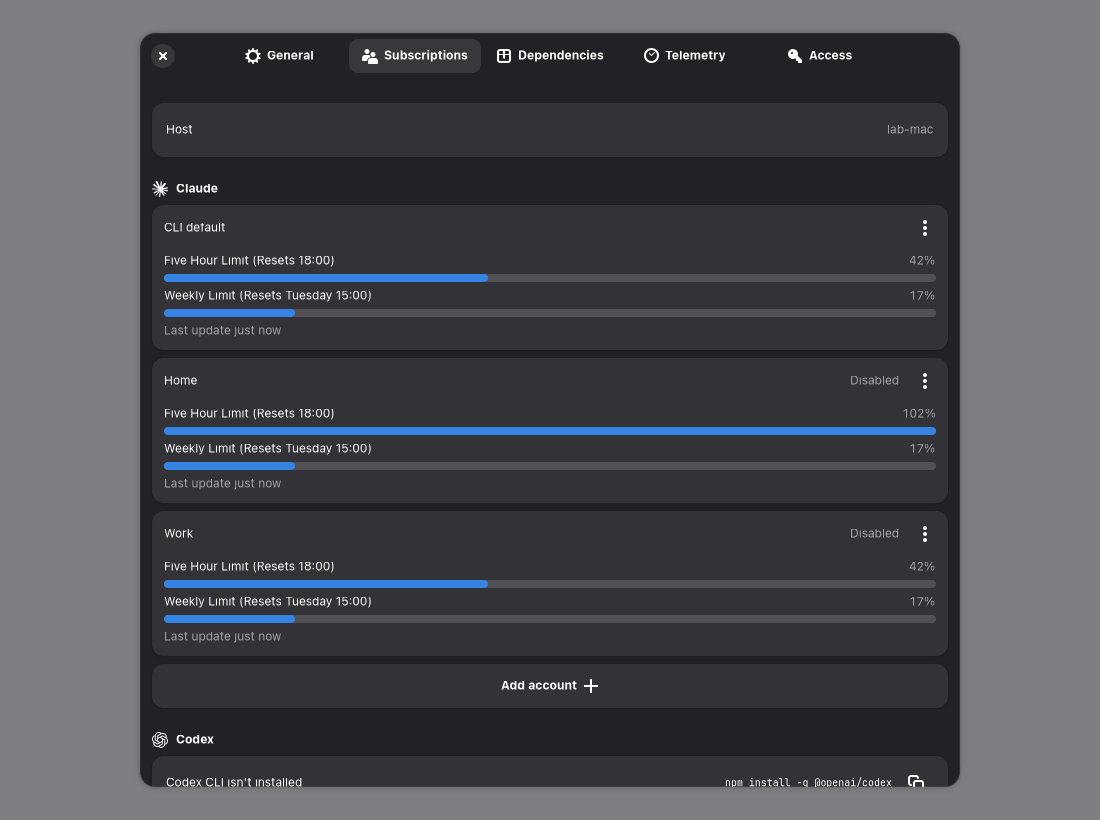 General
Subscriptions
Dependencies
Telemetry
Access
Host
lab-mac
Claude
CLI default
Five Hour Limit (Resets 18:00)
42%
Weekly Limit (Resets Tuesday 15:00)
17%
Last update just now
Home
Disabled
Five Hour Limit (Resets 18:00)
102%
Weekly Limit (Resets Tuesday 15:00)
17%
Last update just now
Work
Disabled
Five Hour Limit (Resets 18:00)
42%
Weekly Limit (Resets Tuesday 15:00)
17%
Last update just now
Add account
Codex
Codex CLI isn't installed
npm install -g @openai/codex